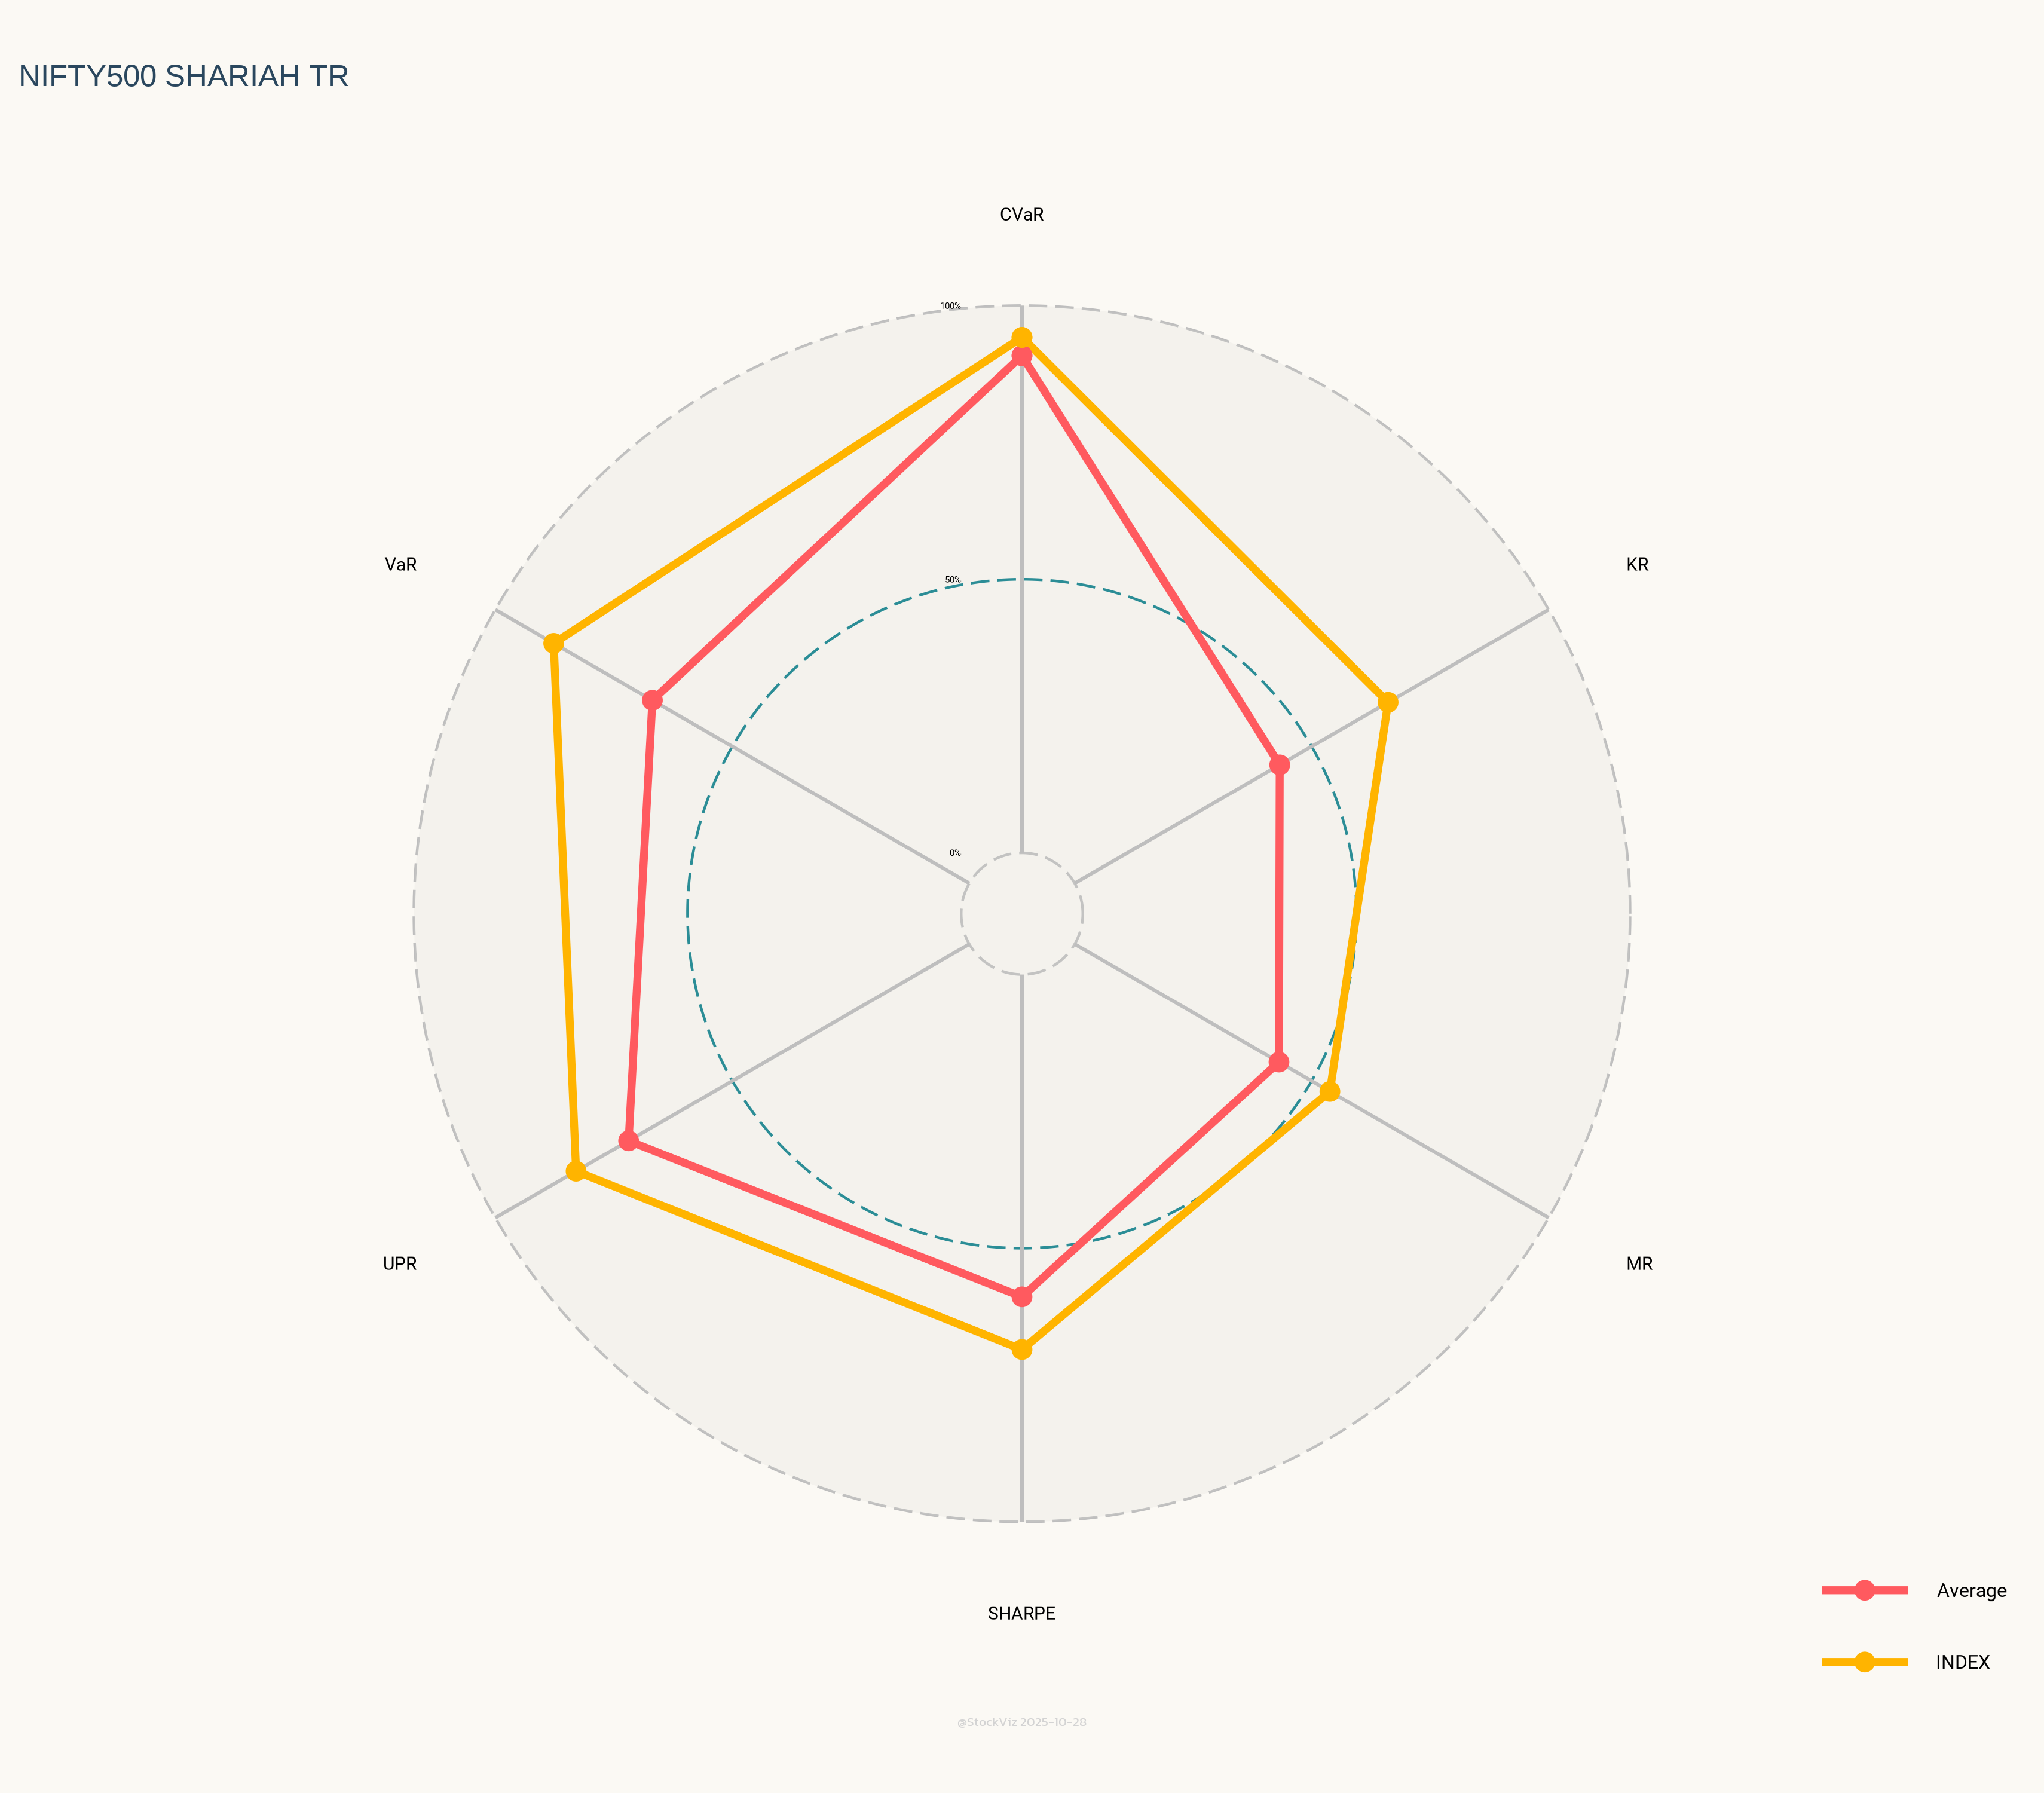 NIFTY500 SHARIAH TR
CVaR
100%
VaR
KR
50%
0%
UPR
MR
SHARPE
Average
INDEX
@StockViz 2025-10-28